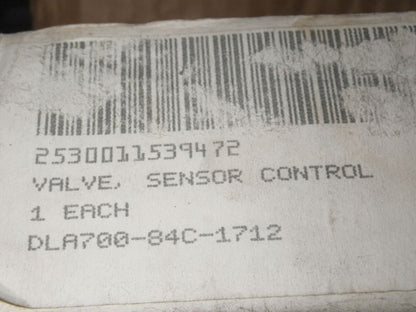 2530011539472
VALVE, SENSOR CONTROL
1 EACH
DLA700-84C-1712